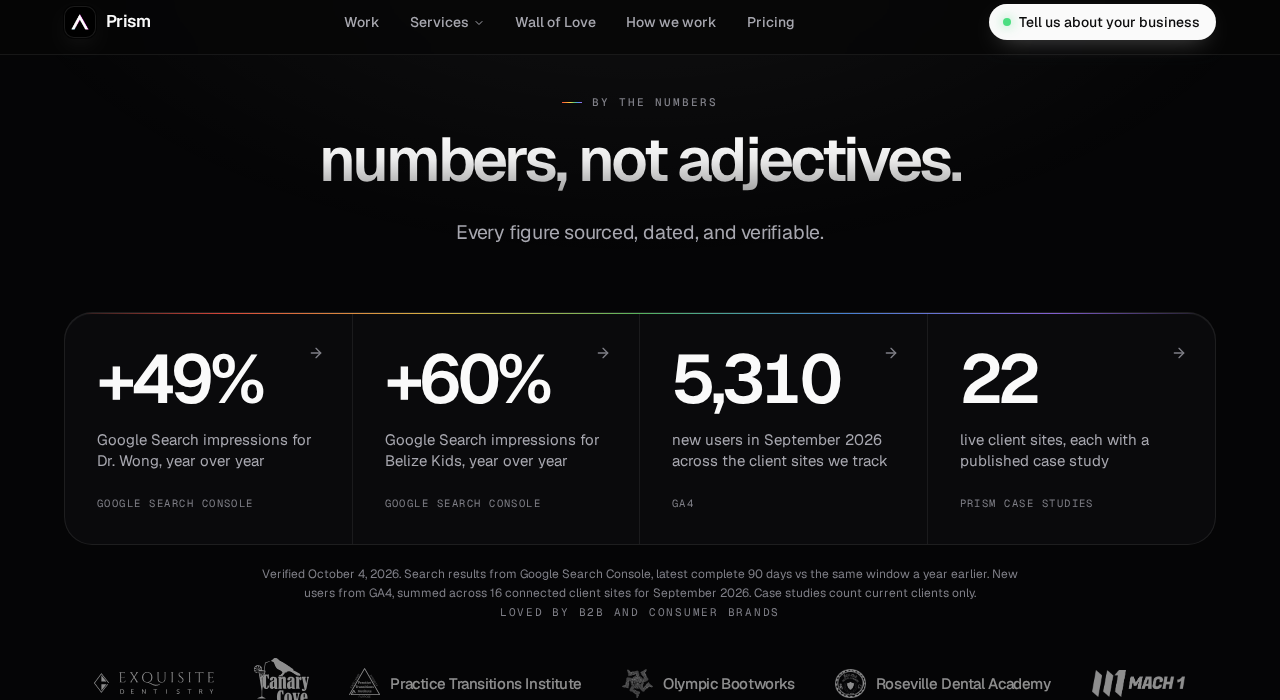 Prism
Work
Services
Wall of Love
How we work
Pricing
Tell us about your business
BY THE NUMBERS
numbers, not adjectives.
Every figure sourced, dated, and verifiable.
+49%
Google Search impressions for
Dr. Wong, year over year
GOOGLE SEARCH CONSOLE
+60%
Google Search impressions for
Belize Kids, year over year
GOOGLE SEARCH CONSOLE
5,310
new users in September 2026
across the client sites we track
GA4
22
live client sites, each with a
published case study
PRISM CASE STUDIES
Verified October 4, 2026. Search results from Google Search Console, latest complete 90 days vs the same window a year earlier. New
users from GA4, summed across 16 connected client sites for September 2026. Case studies count current clients only.
LOVED BY B2B AND CONSUMER BRANDS
EXQUISITE
DENTISTRY
Canary
Cove
Practice Transitions Institute
Olympic Bootworks
Roseville Dental Academy
MACH 1